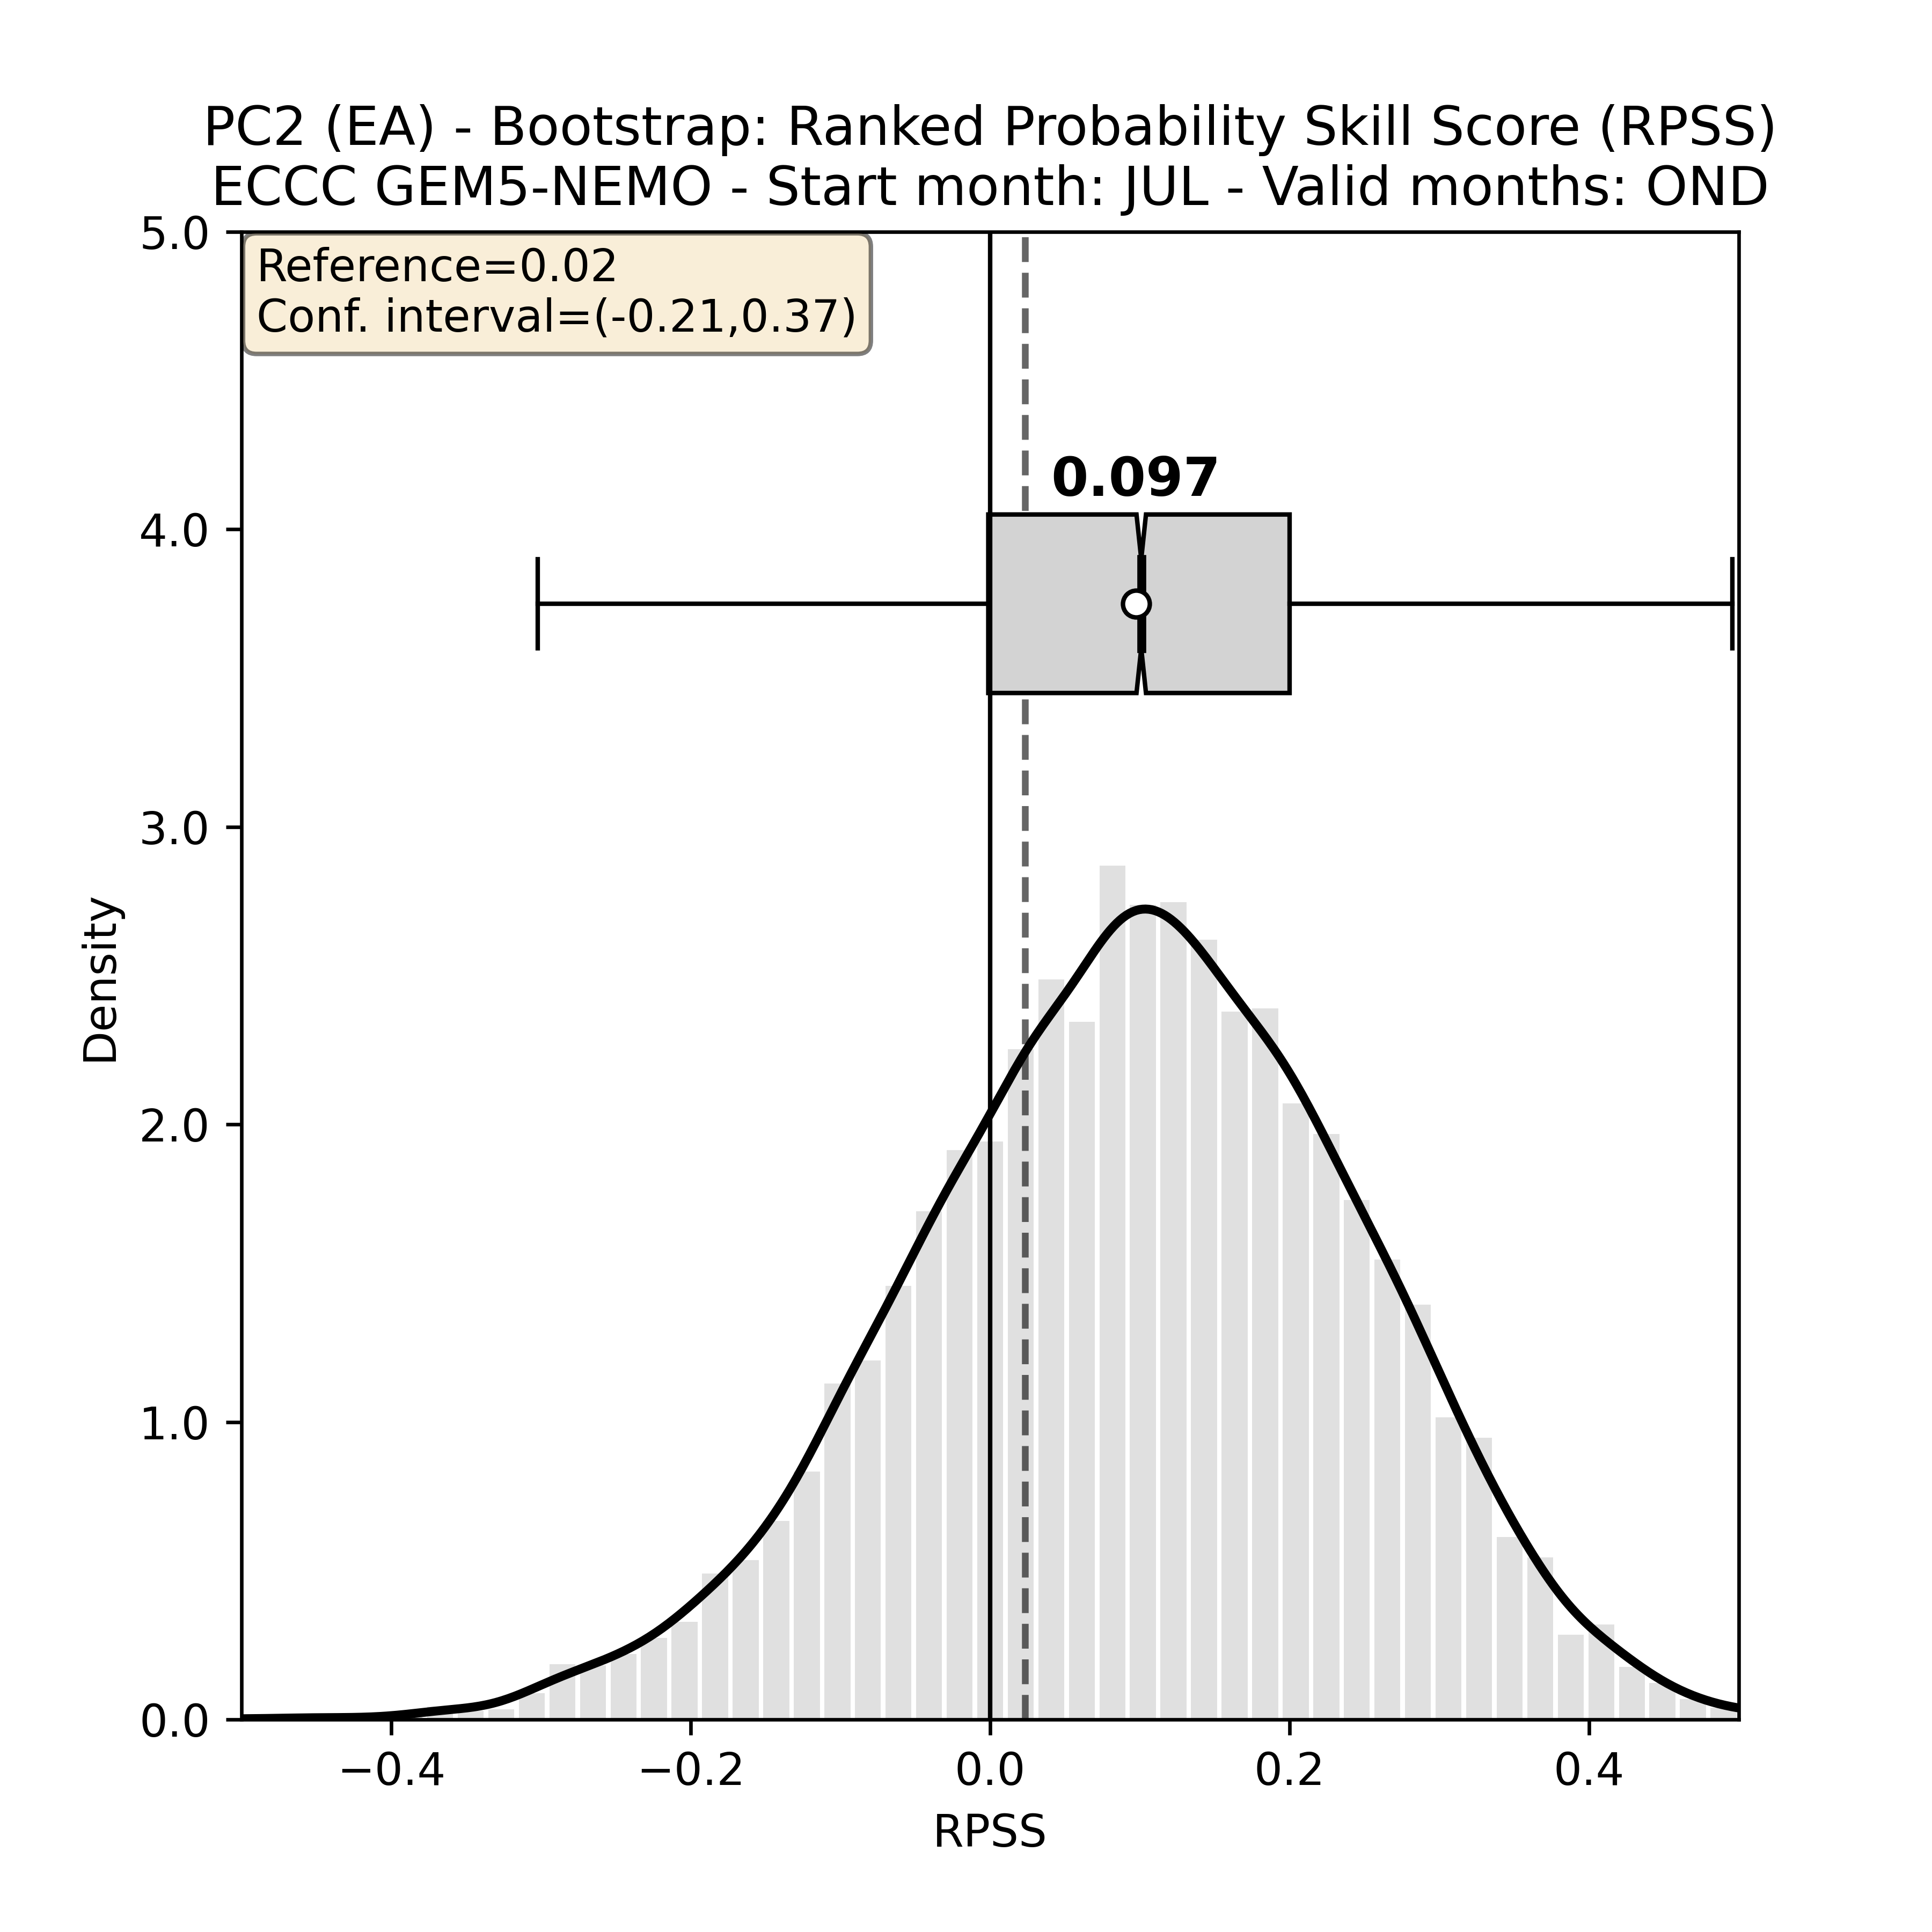 PC2 (EA) - Bootstrap: Ranked Probability Skill Score (RPSS)
ECCC GEM5-NEMO - Start month: JUL - Valid months: OND
Reference=0.02
Conf. interval=(-0.21,0.37)
0.097
5.0
4.0
3.0
2.0
1.0
0.0
Density
−0.4
−0.2
0.0
0.2
0.4
RPSS